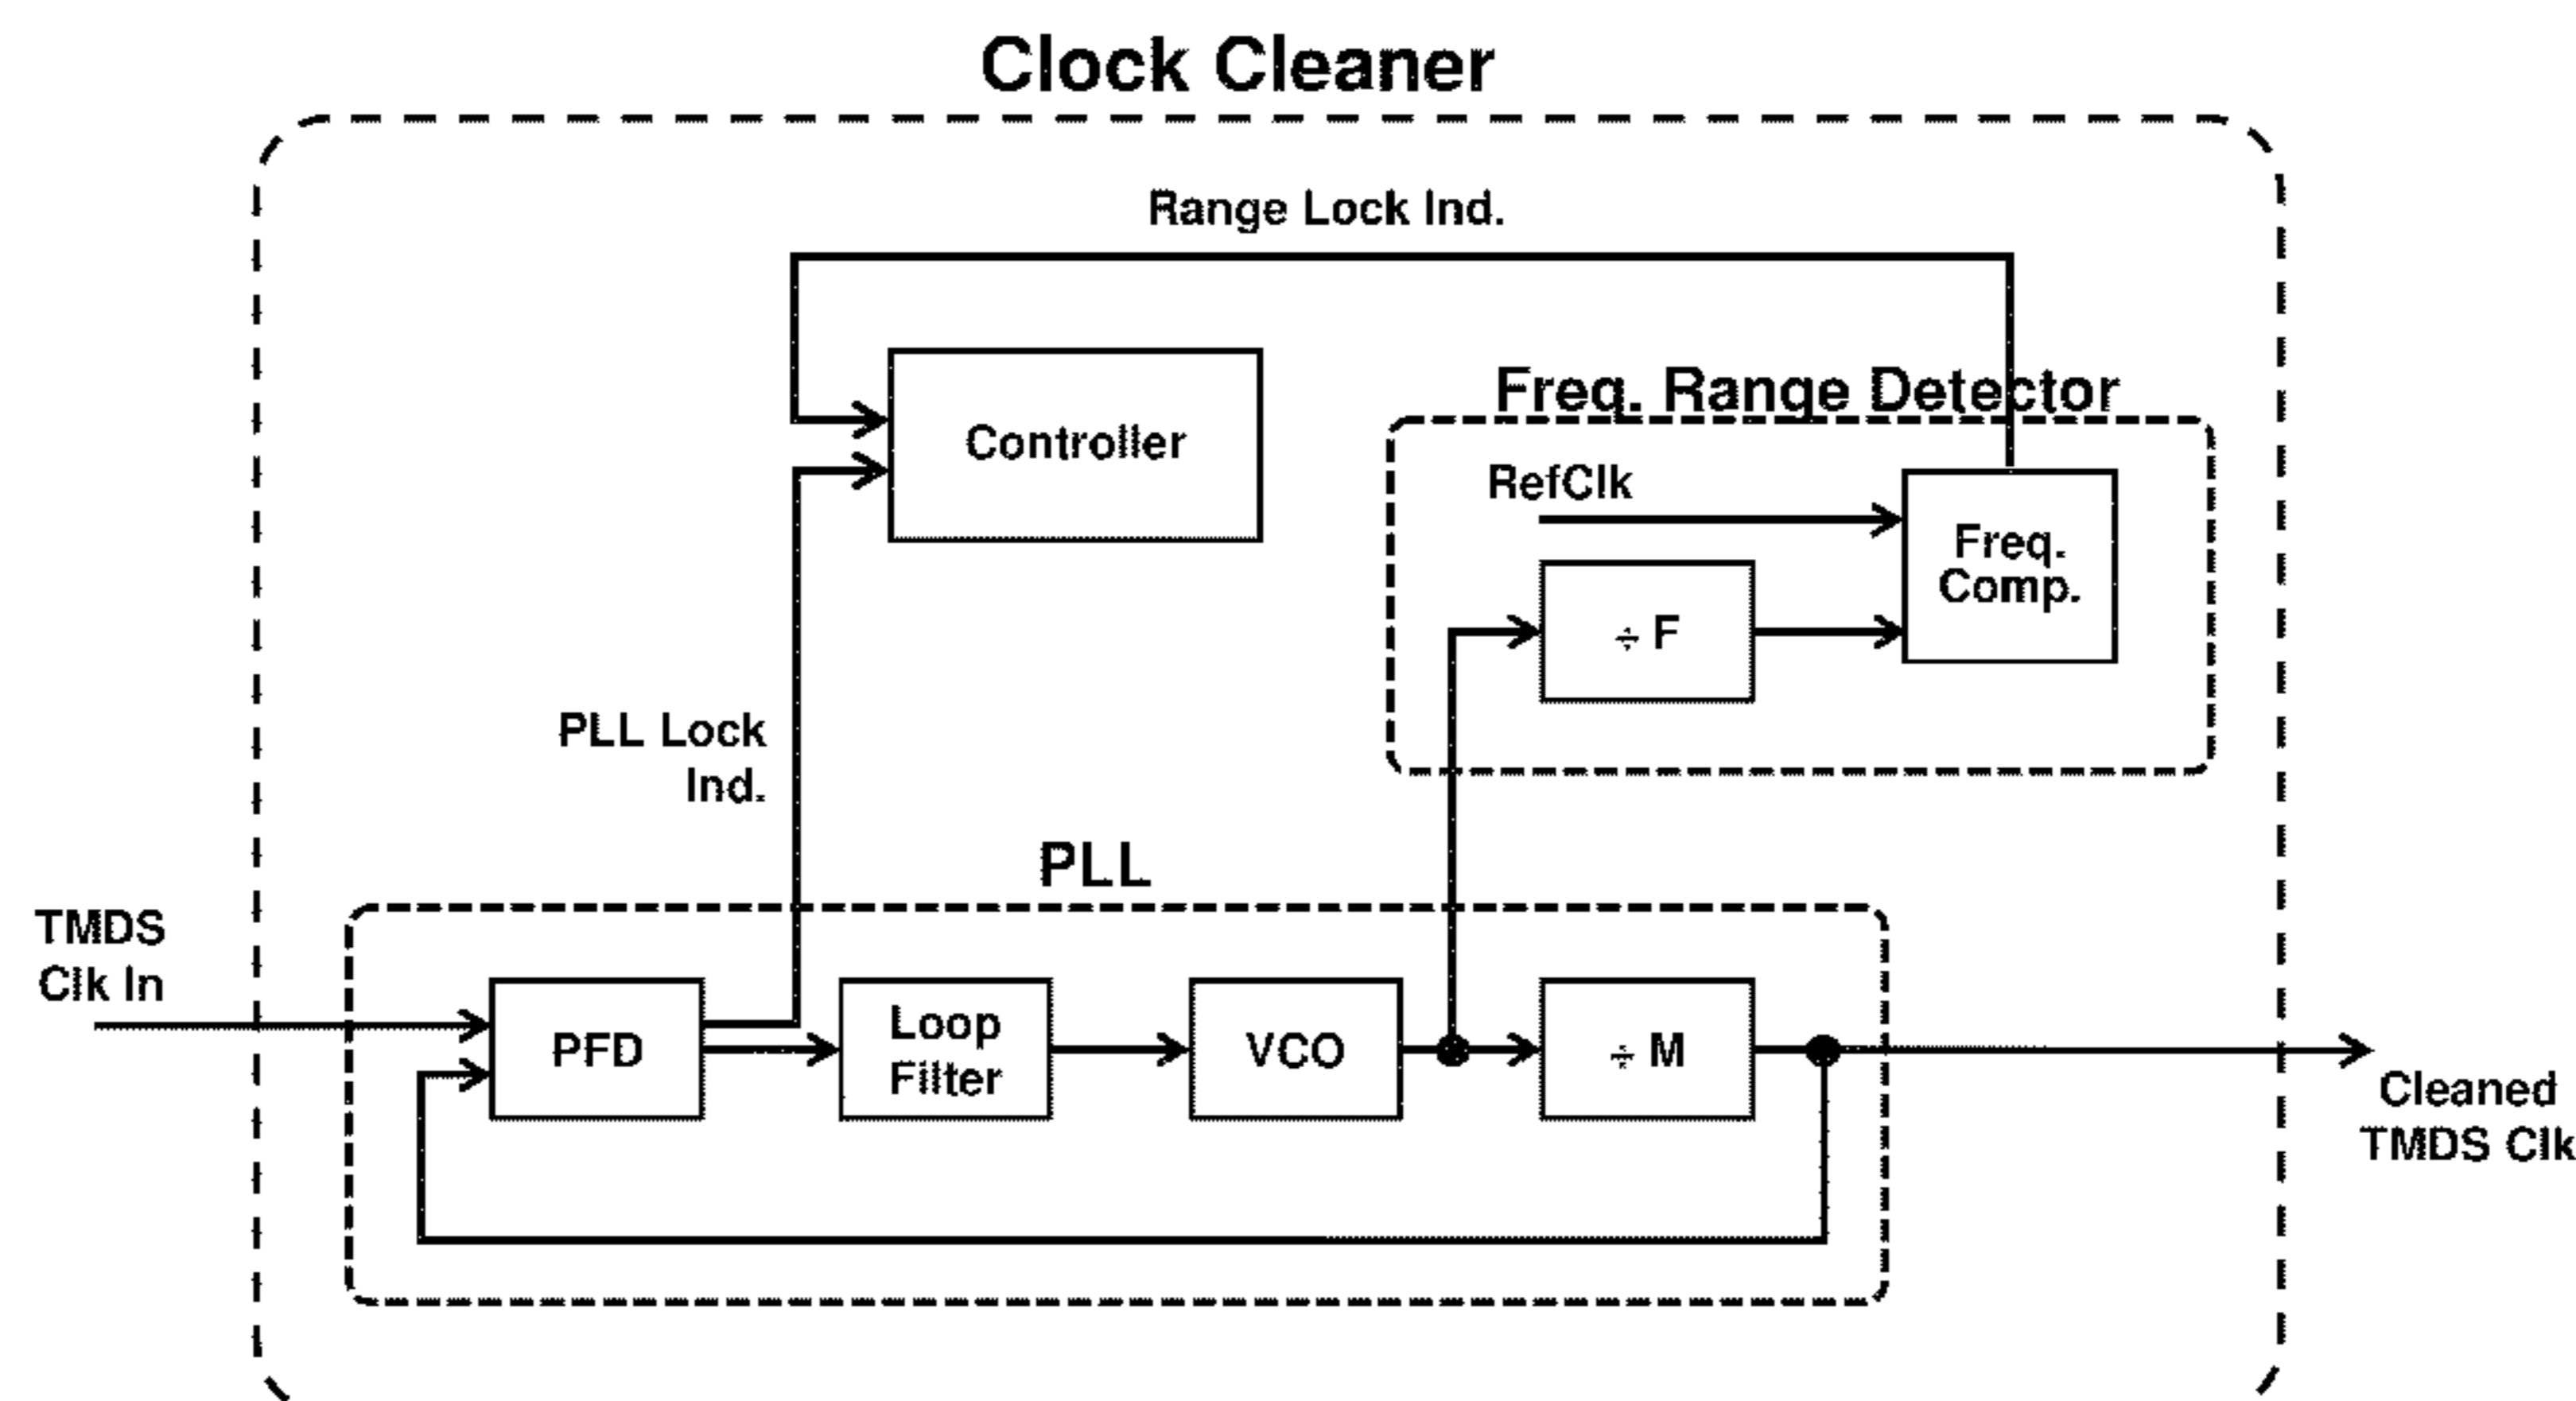 Clock Cleaner
Range Lock Ind.
Controller
Freq. Range Detector
RefClk
Freq.
Comp.
÷ F
PLL Lock
Ind.
PLL
TMDS
Clk In
PFD
Loop
Filter
VCO
÷ M
Cleaned
TMDS Clk